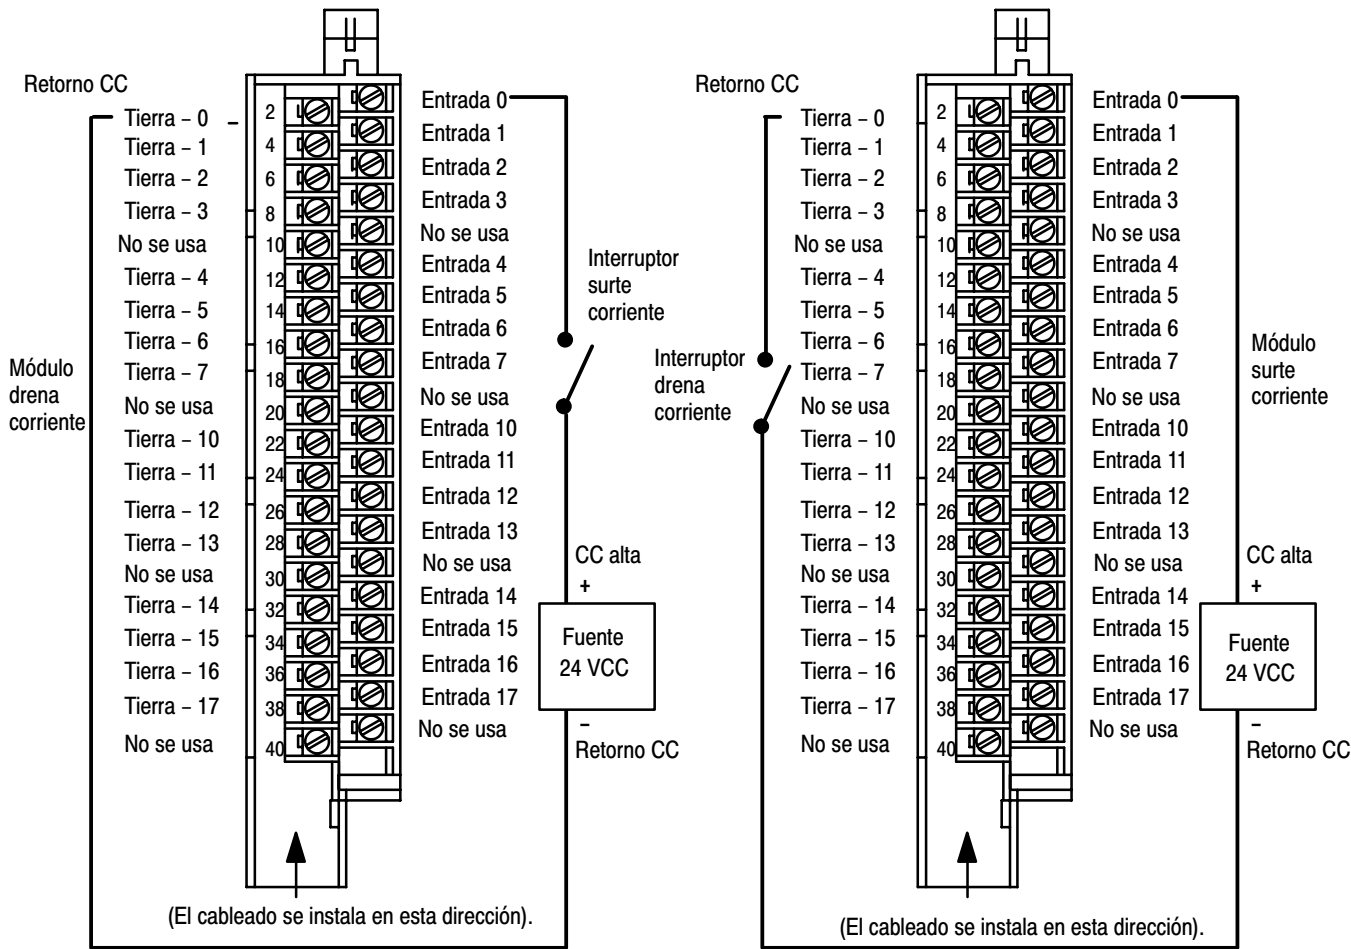 Retorno CC
Tierra – 0
Tierra – 1
Tierra – 2
Tierra – 3
No se usa
Tierra – 4
Tierra – 5
Tierra – 6
Tierra – 7
No se usa
Tierra – 10
Tierra – 11
Tierra – 12
Tierra – 13
No se usa
Tierra – 14
Tierra – 15
Tierra – 16
Tierra – 17
No se usa
Módulo
drena
corriente
2
4
6
8
10
12
14
16
18
20
22
24
26
28
30
32
34
36
38
40
Entrada 0
Entrada 1
Entrada 2
Entrada 3
No se usa
Entrada 4
Entrada 5
Entrada 6
Entrada 7
No se usa
Entrada 10
Entrada 11
Entrada 12
Entrada 13
No se usa
Entrada 14
Entrada 15
Entrada 16
Entrada 17
No se usa
Interruptor
surte
corriente
CC alta
+
Fuente
24 VCC
–
Retorno CC
(El cableado se instala en esta dirección).
Retorno CC
Tierra – 0
Tierra – 1
Tierra – 2
Tierra – 3
No se usa
Tierra – 4
Tierra – 5
Tierra – 6
Tierra – 7
No se usa
Tierra – 10
Tierra – 11
Tierra – 12
Tierra – 13
No se usa
Tierra – 14
Tierra – 15
Tierra – 16
Tierra – 17
No se usa
Interruptor
drena
corriente
2
4
6
8
10
12
14
16
18
20
22
24
26
28
30
32
34
36
38
40
Entrada 0
Entrada 1
Entrada 2
Entrada 3
No se usa
Entrada 4
Entrada 5
Entrada 6
Entrada 7
No se usa
Entrada 10
Entrada 11
Entrada 12
Entrada 13
No se usa
Entrada 14
Entrada 15
Entrada 16
Entrada 17
No se usa
Módulo
surte
corriente
CC alta
+
Fuente
24 VCC
–
Retorno CC
(El cableado se instala en esta dirección).